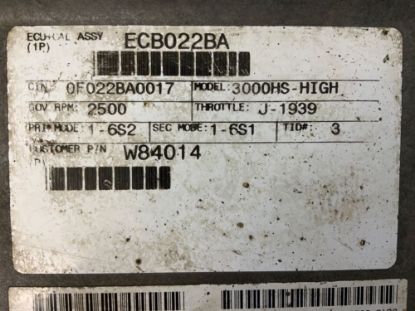 ECU/CAL ASSY ECB022BA
(1P)
CIN: 0F022BA0017 MODEL: 3000HS-HIGH
GOV RPM: 2500 THROTTLE: J-1939
PRI MODE: 1-6S2 SEC MODE: 1-6S1 TID# 3
CUSTOMER P/N W84014